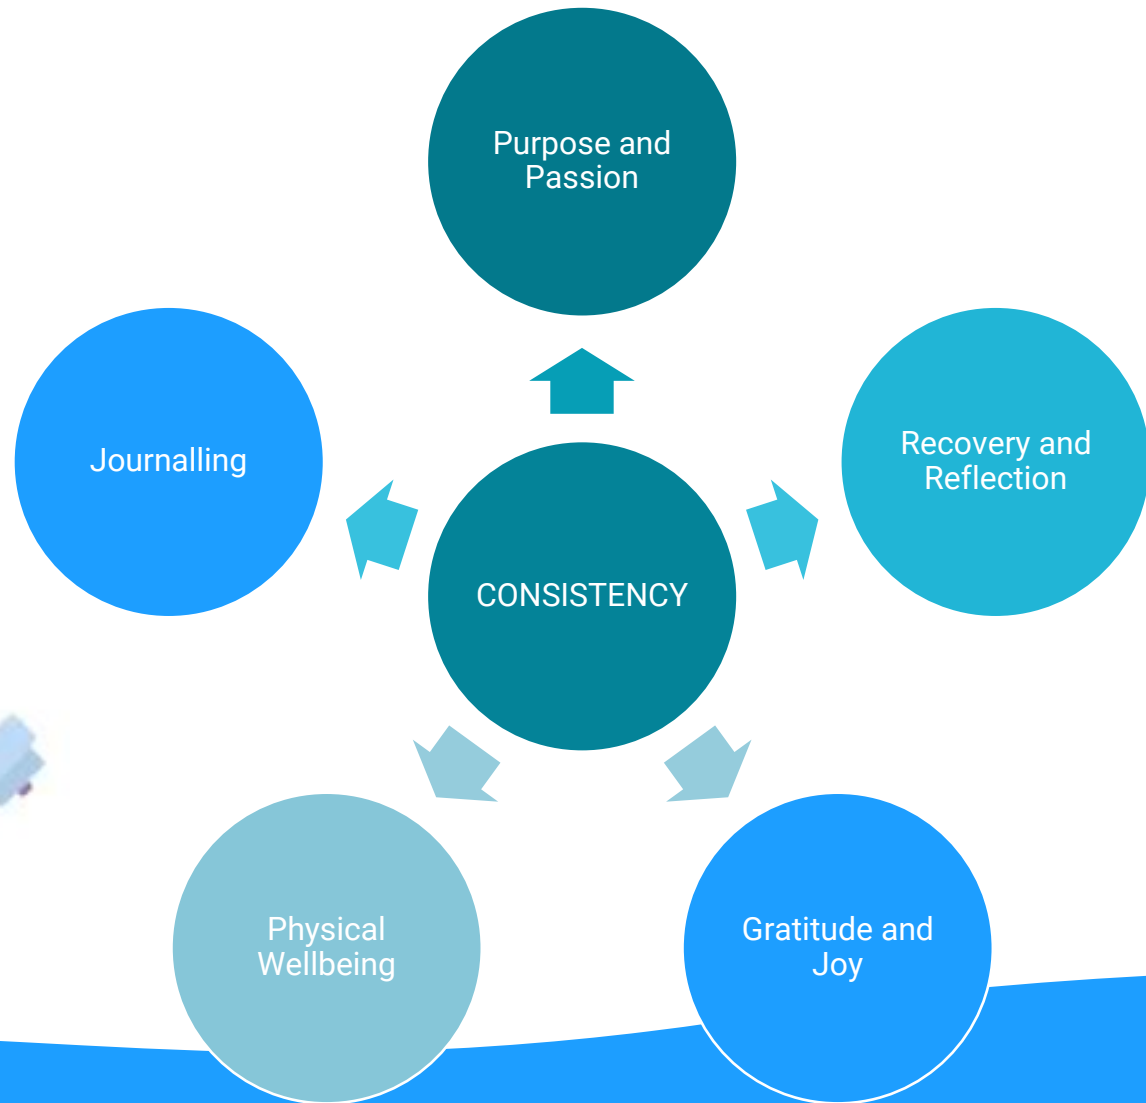 Purpose and
Passion
Journalling
Recovery and
Reflection
CONSISTENCY
Physical
Wellbeing
Gratitude and
Joy